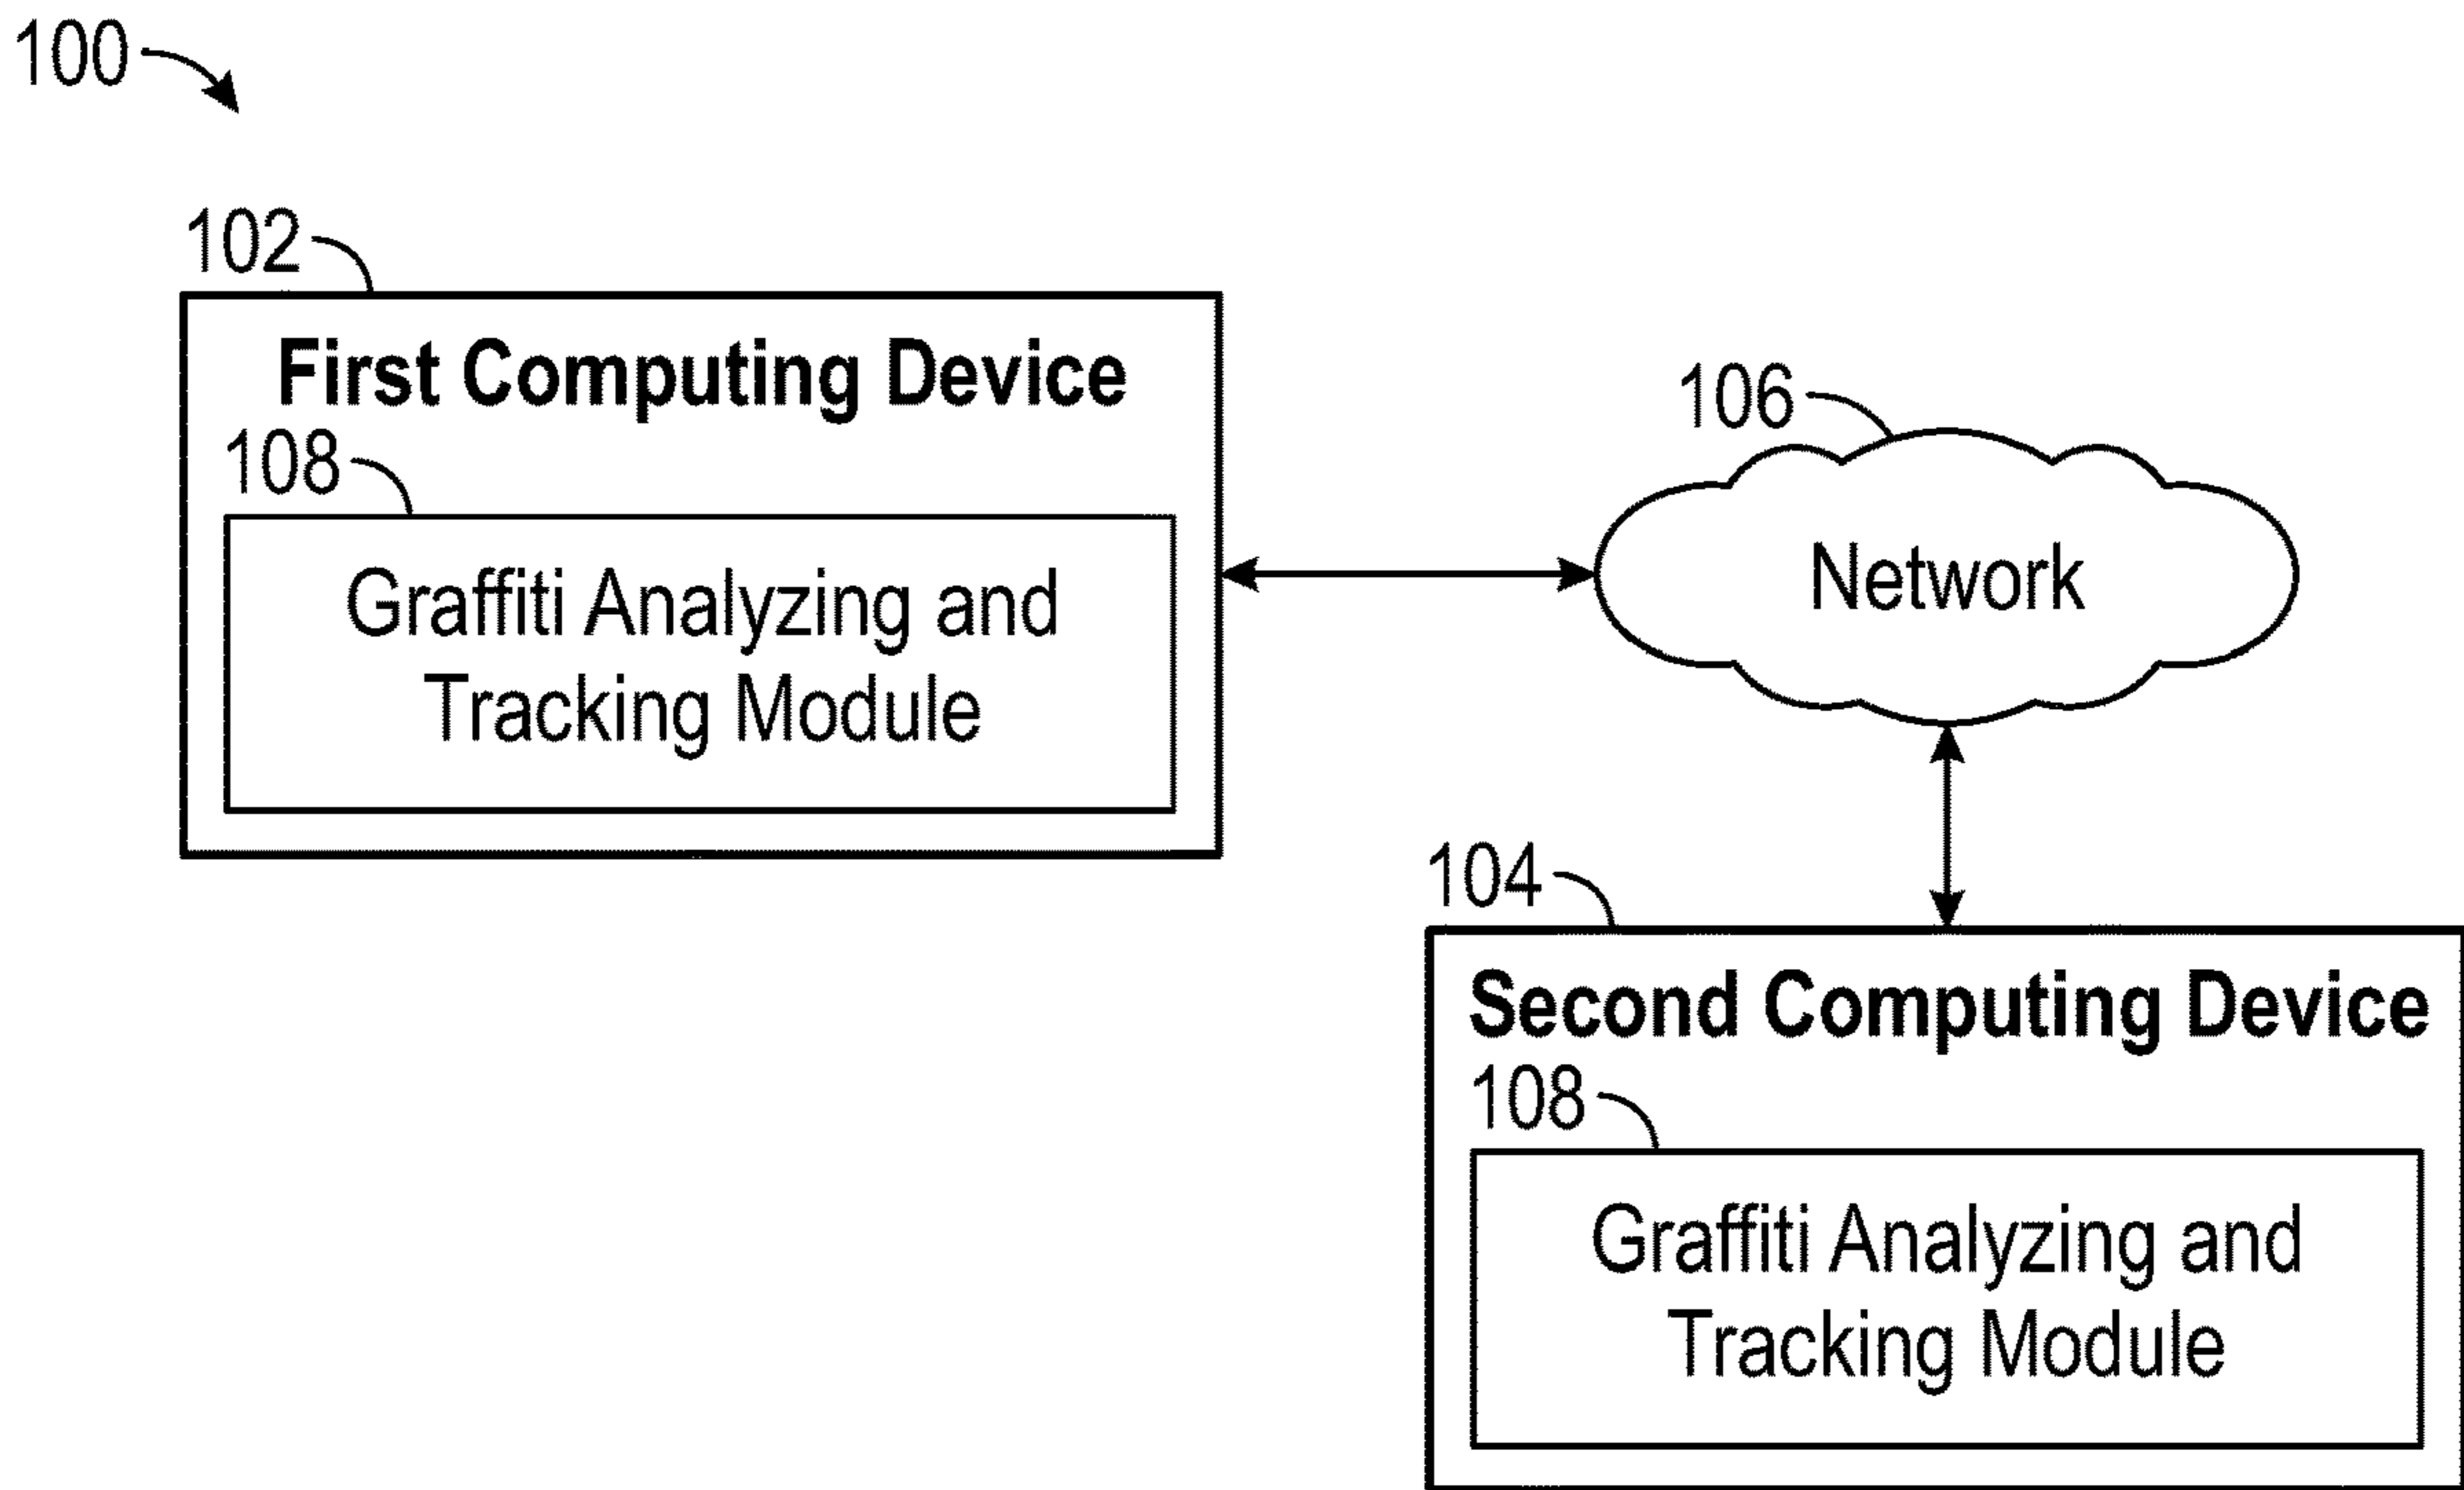 100
102
First Computing Device
108
Graffiti Analyzing and
Tracking Module
106
Network
104
Second Computing Device
108
Graffiti Analyzing and
Tracking Module